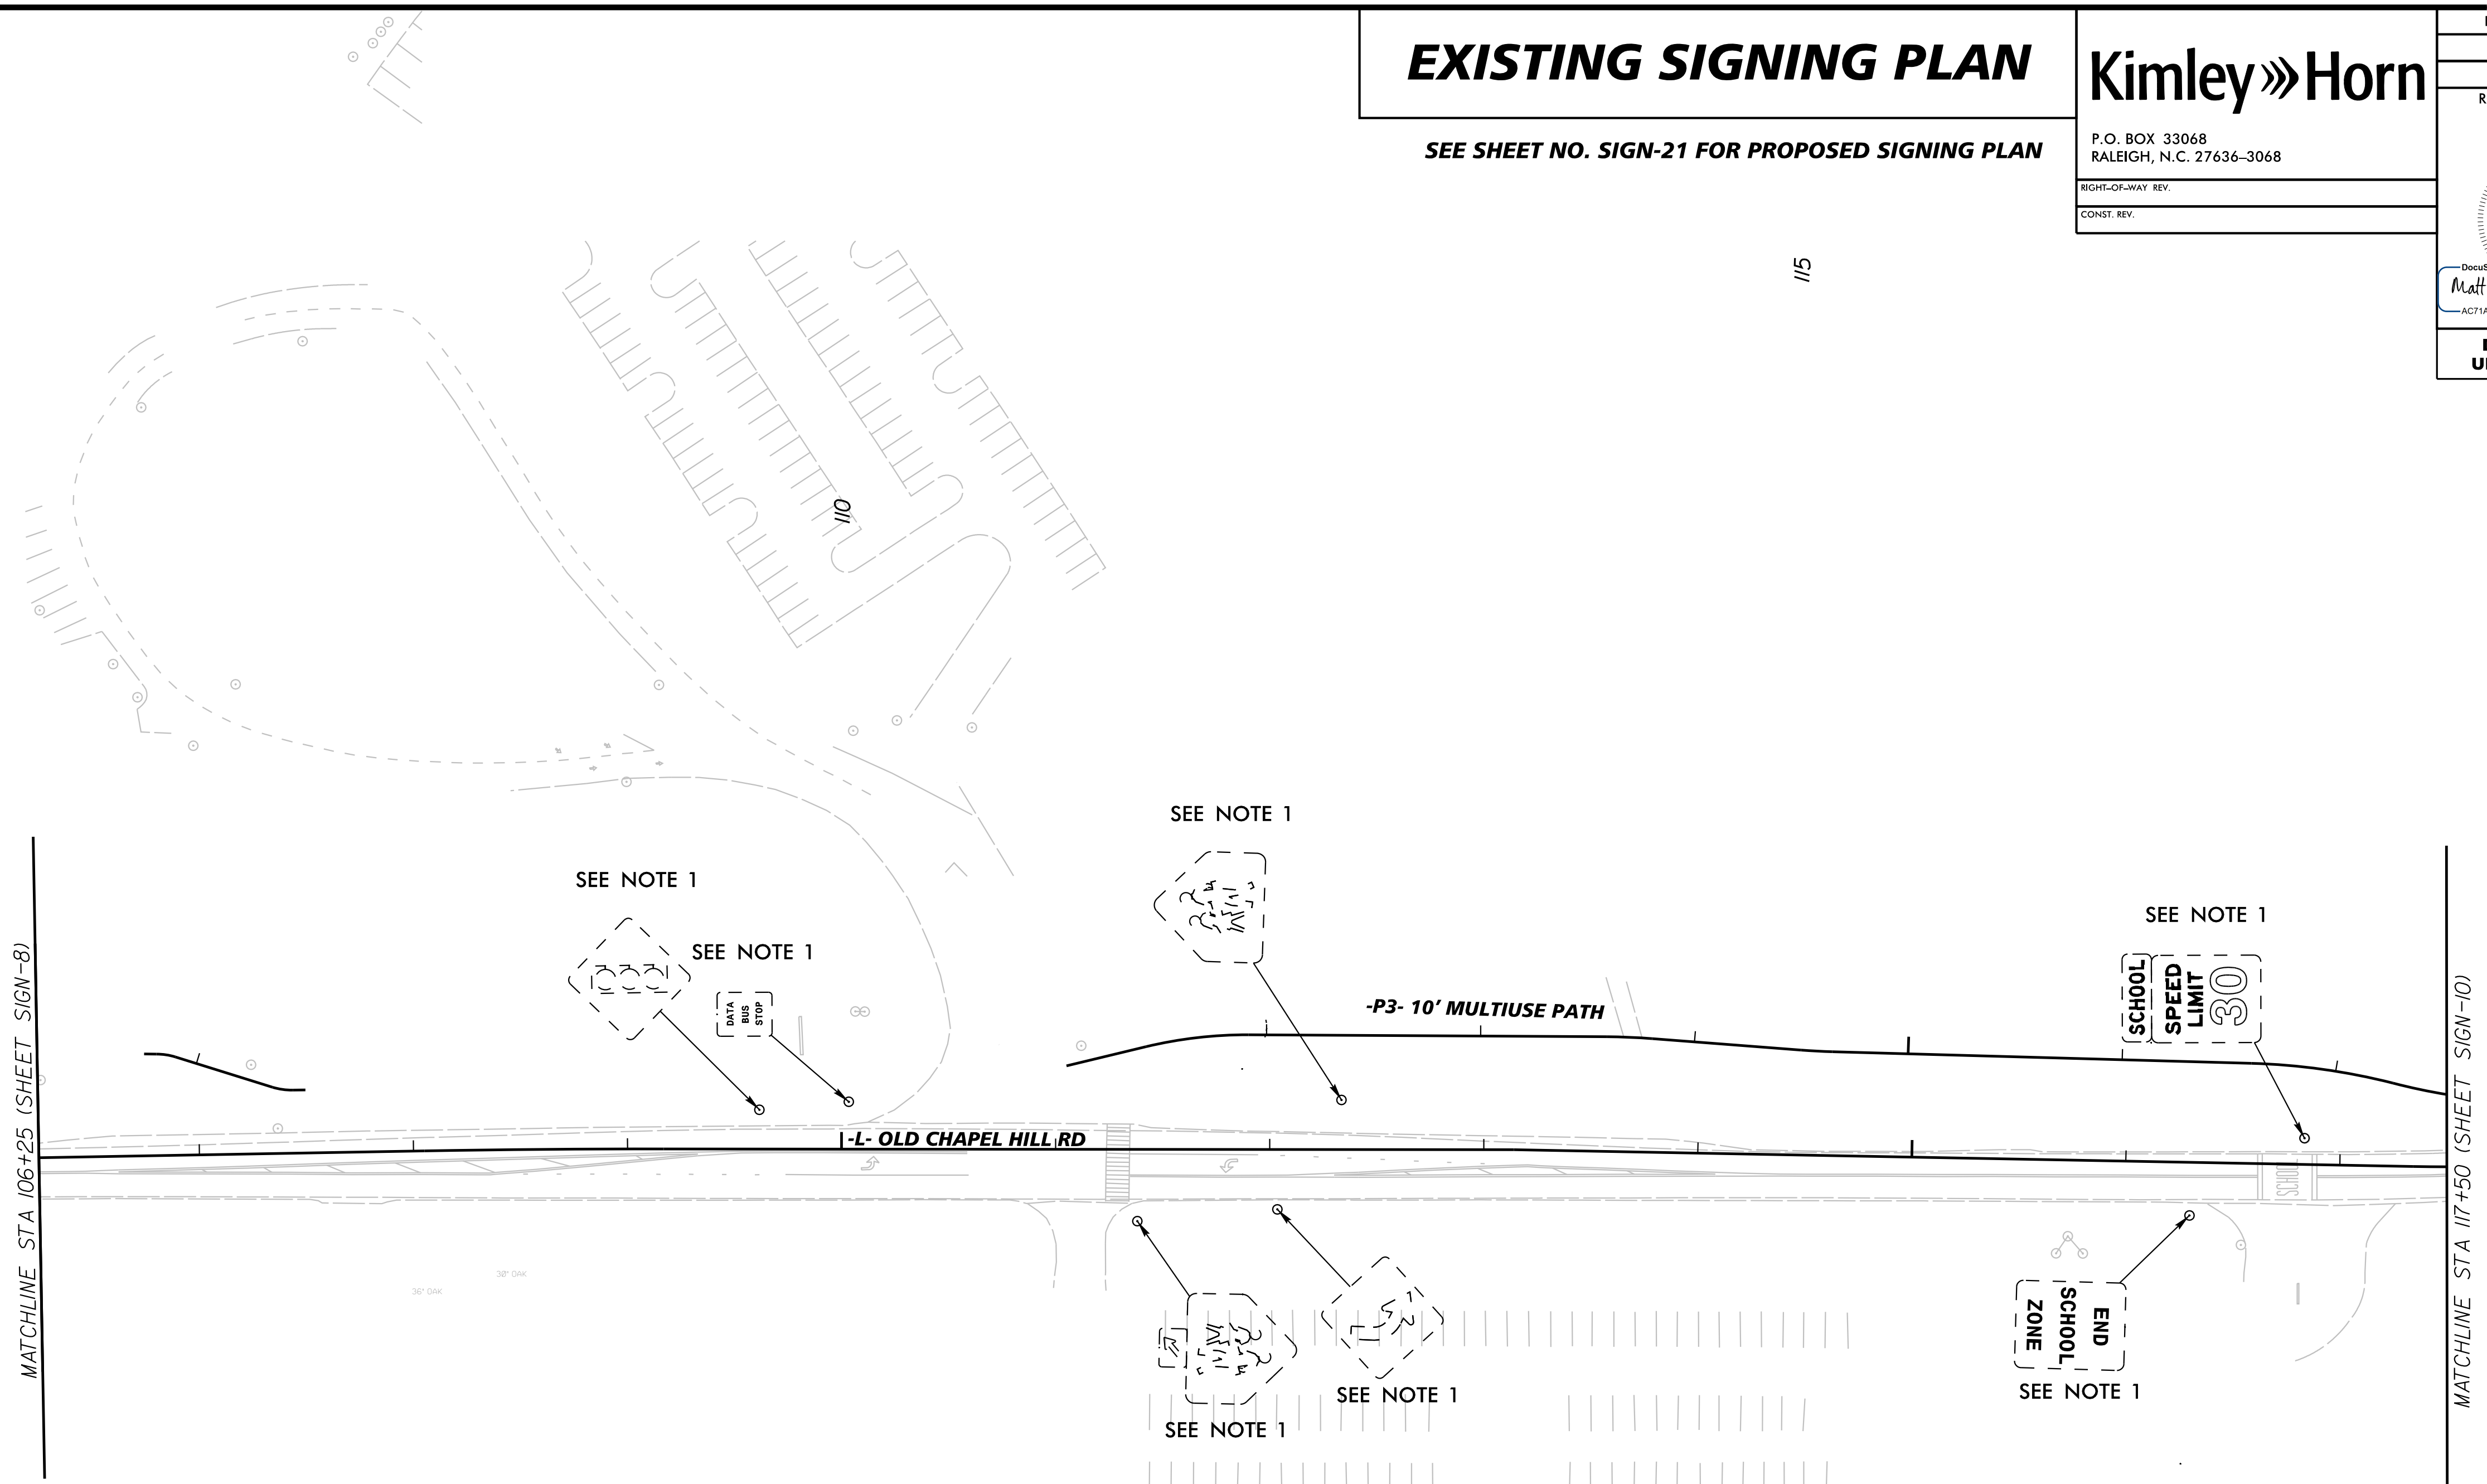 EXISTING SIGNING PLAN
SEE SHEET NO. SIGN-21 FOR PROPOSED SIGNING PLAN
Kimley Horn
P.O. BOX 33068
RALEIGH, N.C. 27636-3068
RIGHT-OF-WAY REV.
CONST. REV.
R
DocuS
Matt
AC71A
U
115
110
SEE NOTE 1
SEE NOTE 1
SEE NOTE 1
DATA
BUS
STOP
SEE NOTE 1
SCHOOL
SPEED
LIMIT
30
-P3- 10' MULTIUSE PATH
-L- OLD CHAPEL HILL RD
MATCHLINE STA 106+25 (SHEET SIGN-8)
MATCHLINE STA 117+50 (SHEET SIGN-10)
SCHOOL
30" OAK
36" OAK
END
SCHOOL
ZONE
SEE NOTE 1
SEE NOTE 1
SEE NOTE 1